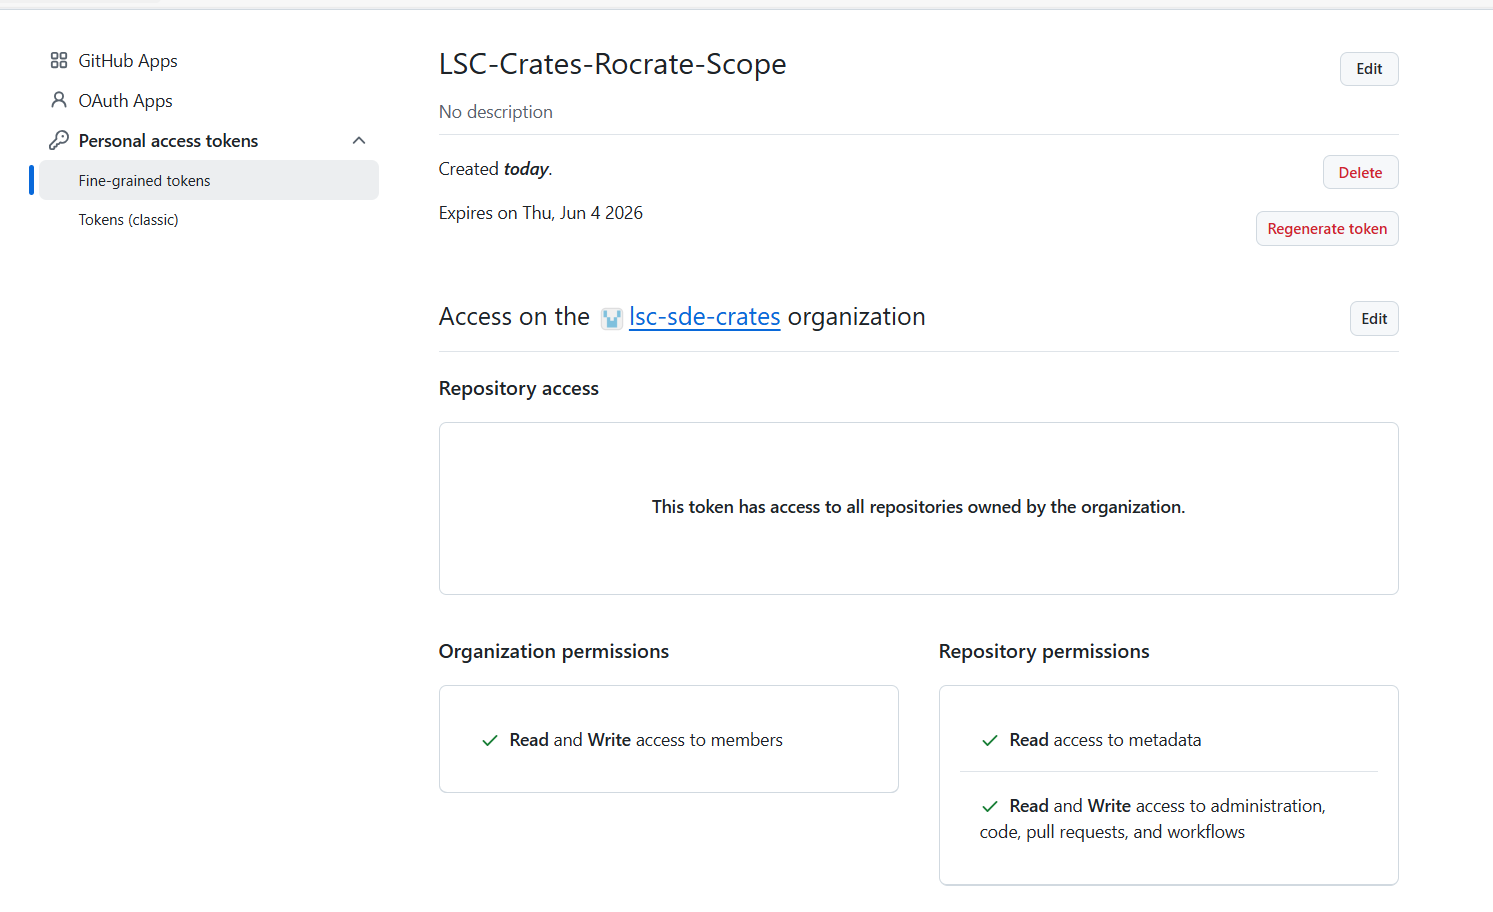 GitHub Apps
OAuth Apps
Personal access tokens
Fine-grained tokens
Tokens (classic)
LSC-Crates-Rocrate-Scope
Edit
No description
Created today.
Delete
Expires on Thu, Jun 4 2026
Regenerate token
Access on the lsc-sde-crates organization
Edit
Repository access
This token has access to all repositories owned by the organization.
Organization permissions
Read and Write access to members
Repository permissions
Read access to metadata
Read and Write access to administration,
code, pull requests, and workflows